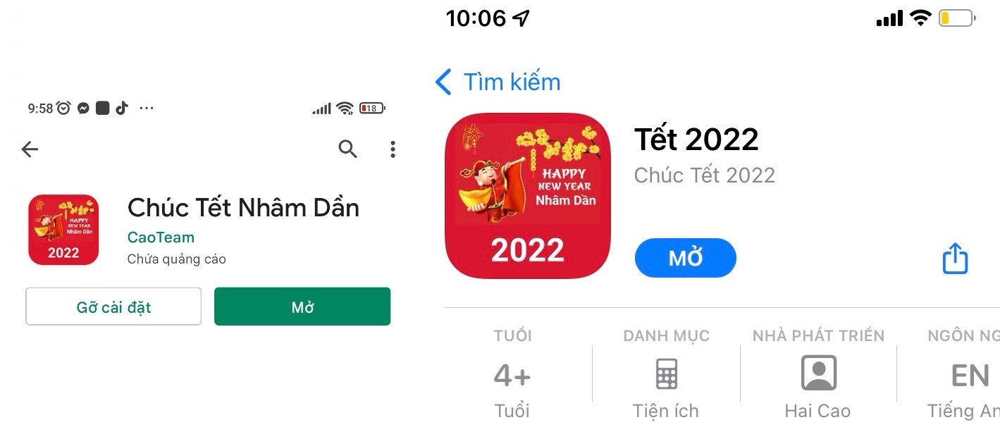 9:58
18
Chúc Tết Nhâm Dần
CaoTeam
Chứa quảng cáo
HAPPY
NEW YEAR
Nhâm Dần
2022
Gỡ cài đặt
Mở
10:06
Tìm kiếm
HAPPY
NEW YEAR
Nhâm Dần
2022
Tết 2022
Chúc Tết 2022
MỞ
TUỔI
4+
Tuổi
DANH MỤC
Tiện ích
NHÀ PHÁT TRIỂN
Hai Cao
NGÔN NG
EN
Tiếng An